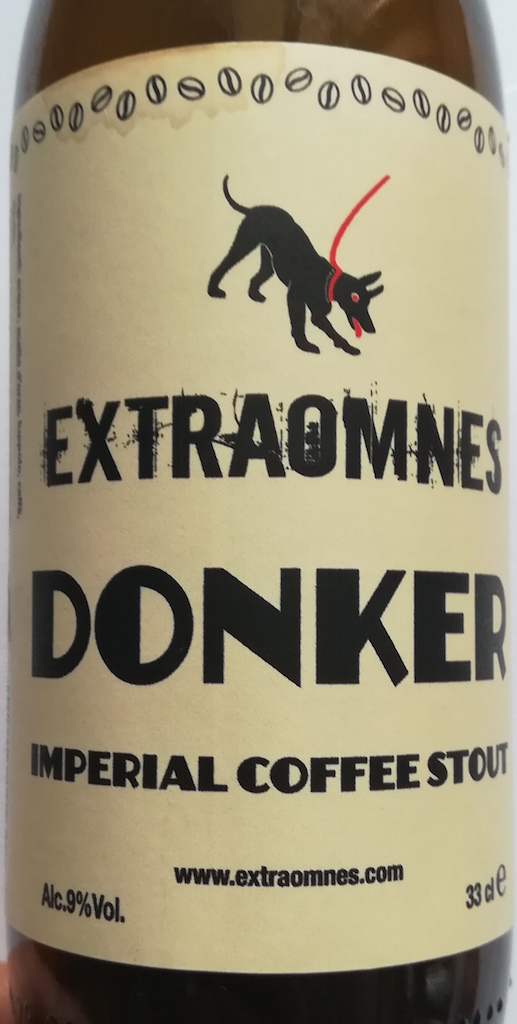 EXTRAOMNES
DONKER
IMPERIAL COFFEE STOUT
www.extraomnes.com
Alc.9%Vol.
33 cl e